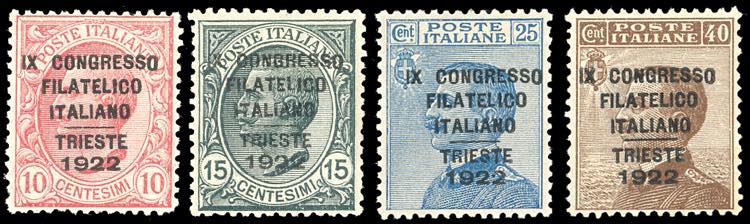 POSTE ITALIANE
IX CONGRESSO
FILATELICO
ITALIANO
TRIESTE
1922
10 CENTESIMI 10
POSTE ITALIANE
IX CONGRESSO
FILATELICO
ITALIANO
TRIESTE
1922
15 15
CENTESIMI
Cent POSTE 25
ITALIANE
IX CONGRESSO
FILATELICO
ITALIANO
TRIESTE
1922
Cent POSTE 40
ITALIANE
IX CONGRESSO
FILATELICO
ITALIANO
TRIESTE
1922